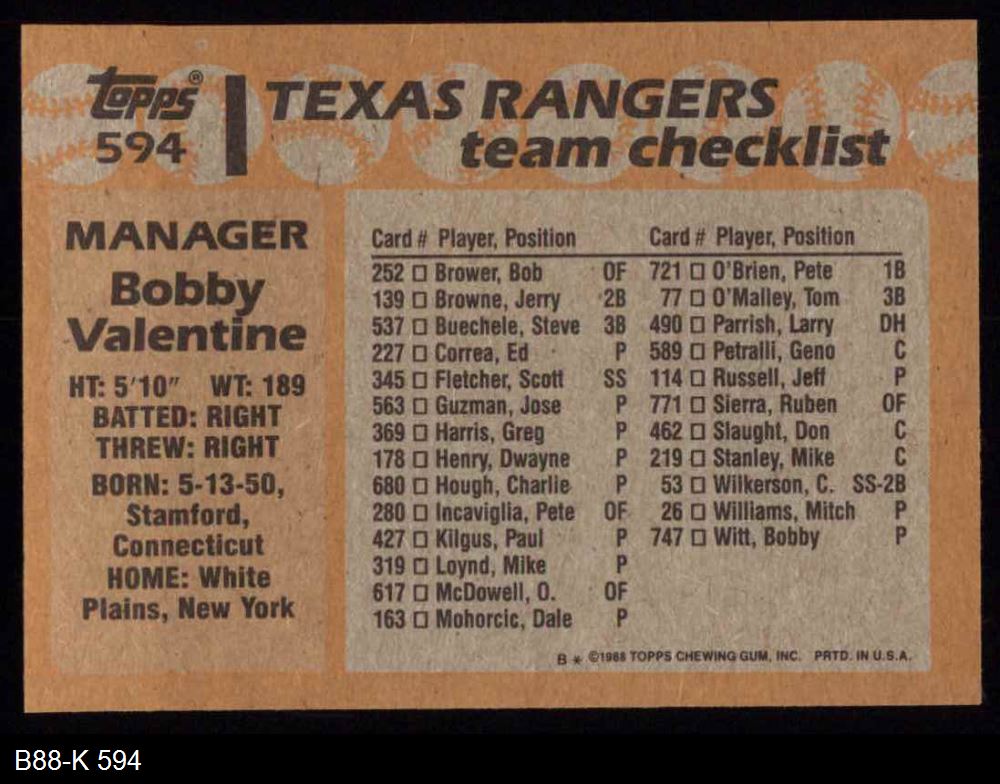 Topps®
594
TEXAS RANGERS
team checklist
MANAGER
Bobby
Valentine
HT: 5'10" WT: 189
BATTED: RIGHT
THREW: RIGHT
BORN: 5-13-50,
Stamford,
Connecticut
HOME: White
Plains, New York
Card # Player, Position
252 □ Brower, Bob OF
139 □ Browne, Jerry 2B
537 □ Buechele, Steve 3B
227 □ Correa, Ed P
345 □ Fletcher, Scott SS
563 □ Guzman, Jose P
369 □ Harris, Greg P
178 □ Henry, Dwayne P
680 □ Hough, Charlie P
280 □ Incaviglia, Pete OF
427 □ Kilgus, Paul P
319 □ Loynd, Mike P
617 □ McDowell, O. OF
163 □ Mohorcic, Dale P
Card # Player, Position
721 □ O'Brien, Pete 1B
77 □ O'Malley, Tom 3B
490 □ Parrish, Larry DH
589 □ Petralli, Geno C
114 □ Russell, Jeff P
771 □ Sierra, Ruben OF
462 □ Slaught, Don C
219 □ Stanley, Mike C
53 □ Wilkerson, C. SS-2B
26 □ Williams, Mitch P
747 □ Witt, Bobby P
B * ©1988 TOPPS CHEWING GUM, INC. PRTD. IN U.S.A.
B88-K 594